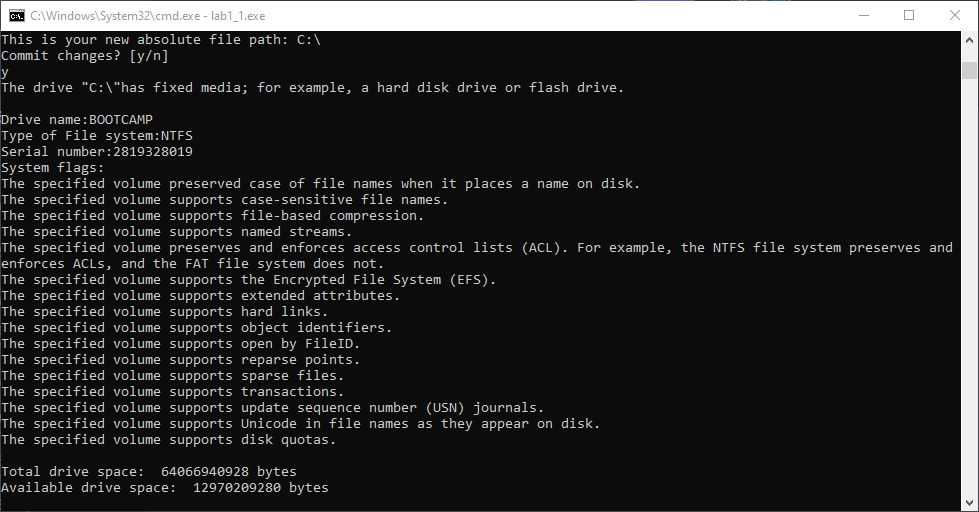 C:\Windows\System32\cmd.exe - lab1_1.exe
This is your new absolute file path: C:\
Commit changes? [y/n]
y
The drive "C:\"has fixed media; for example, a hard disk drive or flash drive.
Drive name:BOOTCAMP
Type of File system:NTFS
Serial number:2819328019
System flags:
The specified volume preserved case of file names when it places a name on disk.
The specified volume supports case-sensitive file names.
The specified volume supports file-based compression.
The specified volume supports named streams.
The specified volume preserves and enforces access control lists (ACL). For example, the NTFS file system preserves and
enforces ACLs, and the FAT file system does not.
The specified volume supports the Encrypted File System (EFS).
The specified volume supports extended attributes.
The specified volume supports hard links.
The specified volume supports object identifiers.
The specified volume supports open by FileID.
The specified volume supports reparse points.
The specified volume supports sparse files.
The specified volume supports transactions.
The specified volume supports update sequence number (USN) journals.
The specified volume supports Unicode in file names as they appear on disk.
The specified volume supports disk quotas.
Total drive space:  64066940928 bytes
Available drive space:  12970209280 bytes